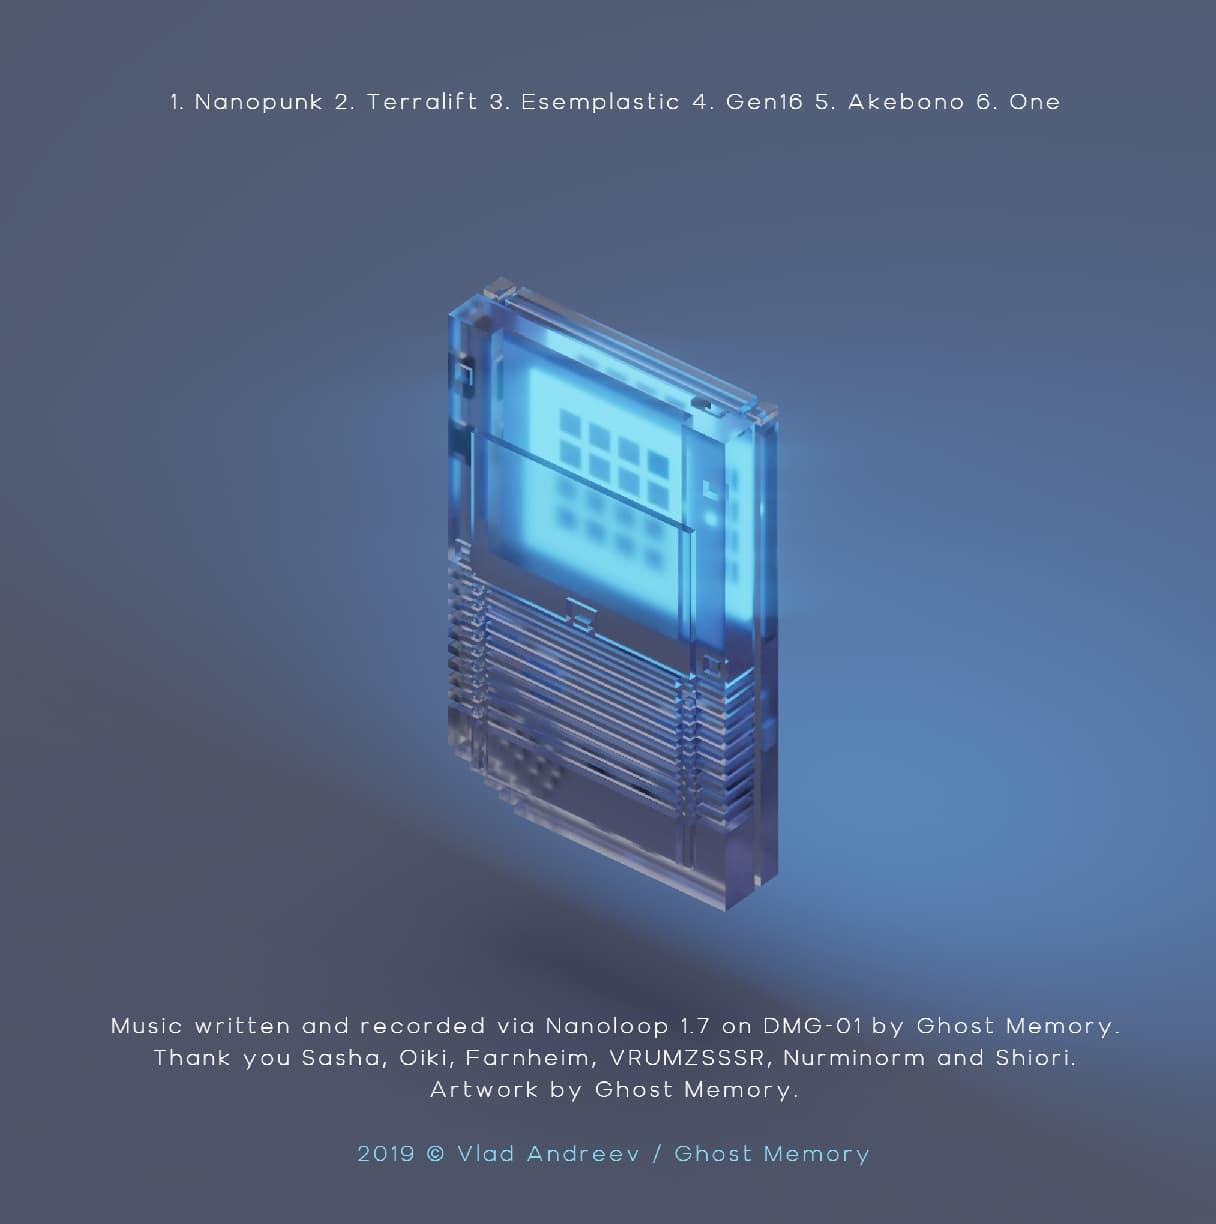 1. Nanopunk 2. Terralift 3. Esemplastic 4. Gen16 5. Akebono 6. One
Music written and recorded via Nanoloop 1.7 on DMG-01 by Ghost Memory.
Thank you Sasha, Oiki, Farnheim, VRUMZSSSR, Nurminorm and Shiori.
Artwork by Ghost Memory.
2019 © Vlad Andreev / Ghost Memory